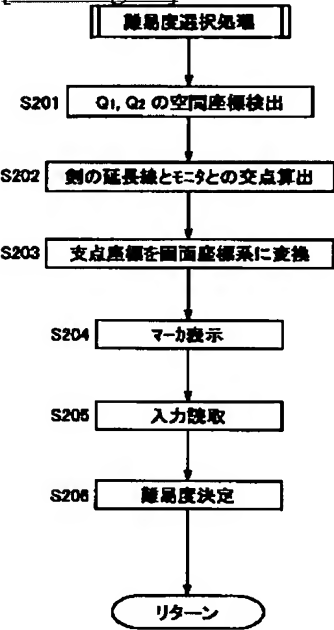 難易度選択処理
S201 Q1, Q2 の空間座標検出
S202 剣の延長線とモニタとの交点算出
S203 支点座標を画面座標系に変換
S204 マーカ表示
S205 入力読取
S206 難易度決定
リターン